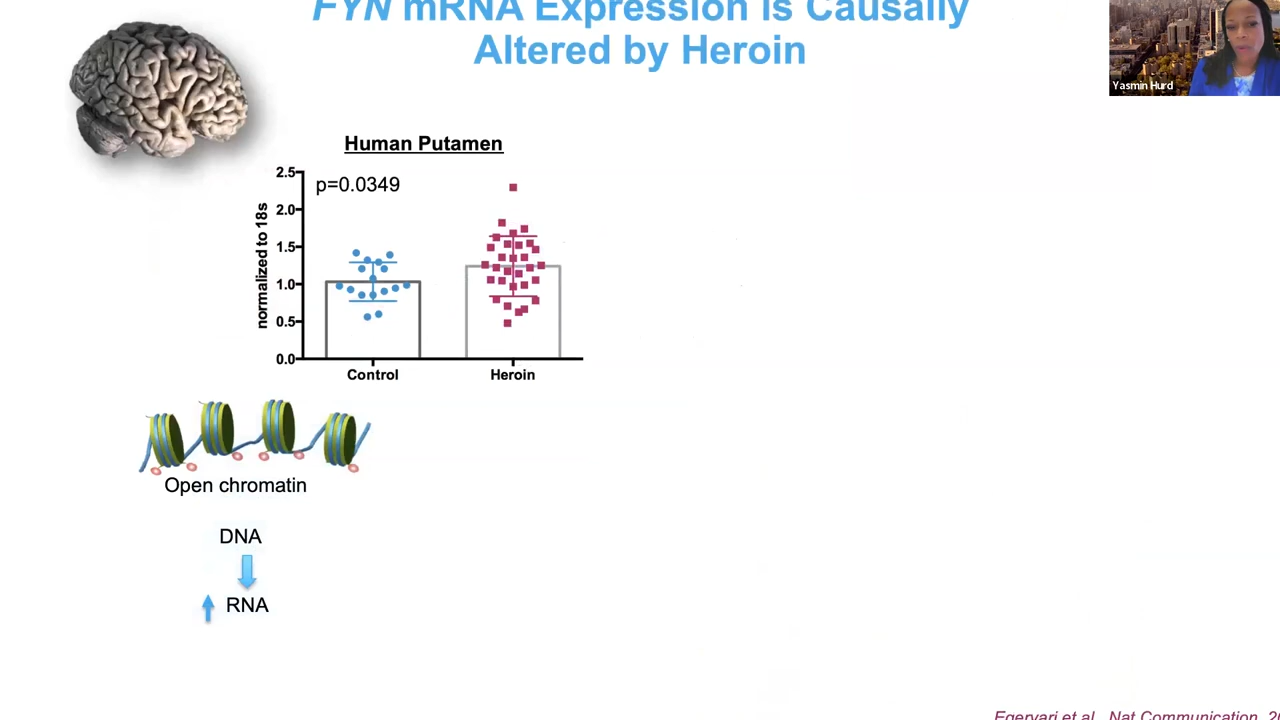 FYN mRNA Expression is Causally
Altered by Heroin
Yasmin Hurd
Human Putamen
p=0.0349
normalized to 18s
2.5
2.0
1.5
1.0
0.5
0.0
Control
Heroin
Open chromatin
DNA
RNA
Egervari et al., Nat Communication, 20